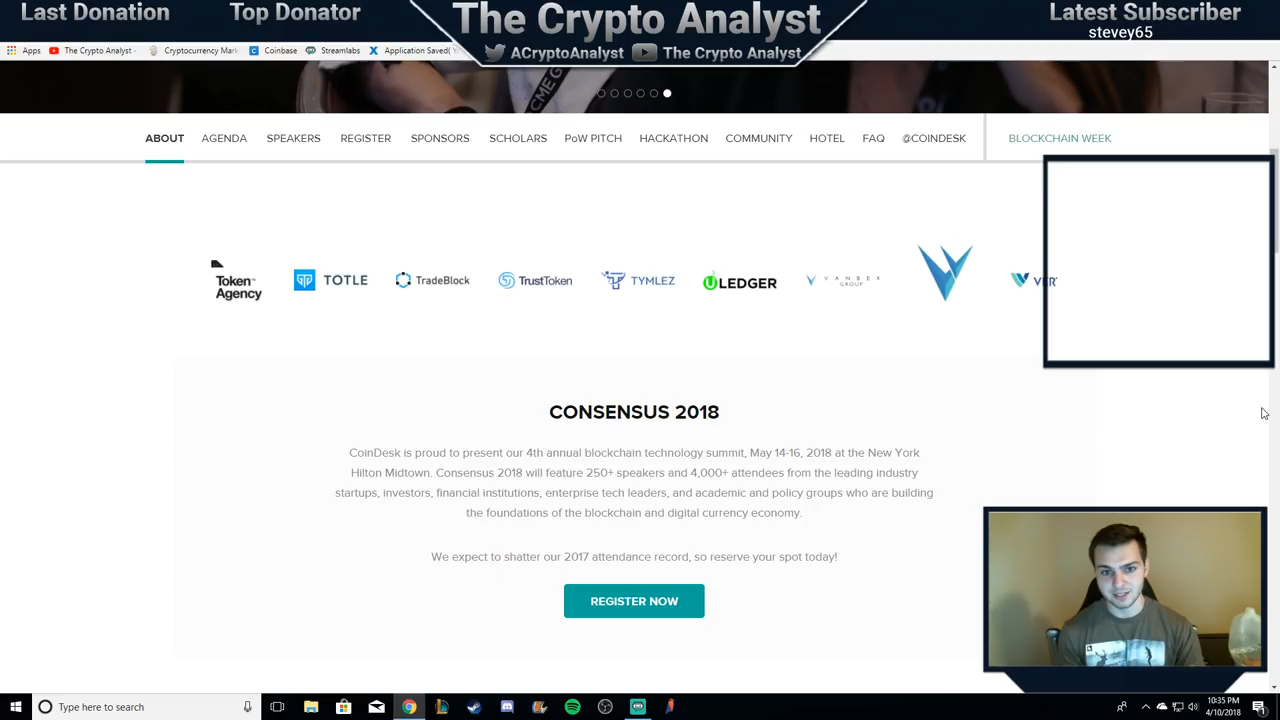 Last Donation
Top Donator
The Crypto Analyst
ACryptoAnalyst
The Crypto Analyst
Latest Subscriber
stevey65
Apps
The Crypto Analyst -
Cryptocurrency Mark
Coinbase
Streamlabs
Application Saved(
CME G
ABOUT
AGENDA
SPEAKERS
REGISTER
SPONSORS
SCHOLARS
PoW PITCH
HACKATHON
COMMUNITY
HOTEL
FAQ
@COINDESK
BLOCKCHAIN WEEK
Token™
Agency
TOTLE
TradeBlock
TrustToken
TYMLEZ
LEDGER
VANBEX
GROUP
CONSENSUS 2018
CoinDesk is proud to present our 4th annual blockchain technology summit, May 14-16, 2018 at the New York
Hilton Midtown. Consensus 2018 will feature 250+ speakers and 4,000+ attendees from the leading industry
startups, investors, financial institutions, enterprise tech leaders, and academic and policy groups who are building
the foundations of the blockchain and digital currency economy.
We expect to shatter our 2017 attendance record, so reserve your spot today!
REGISTER NOW
Type here to search
10:35 PM
4/10/2018